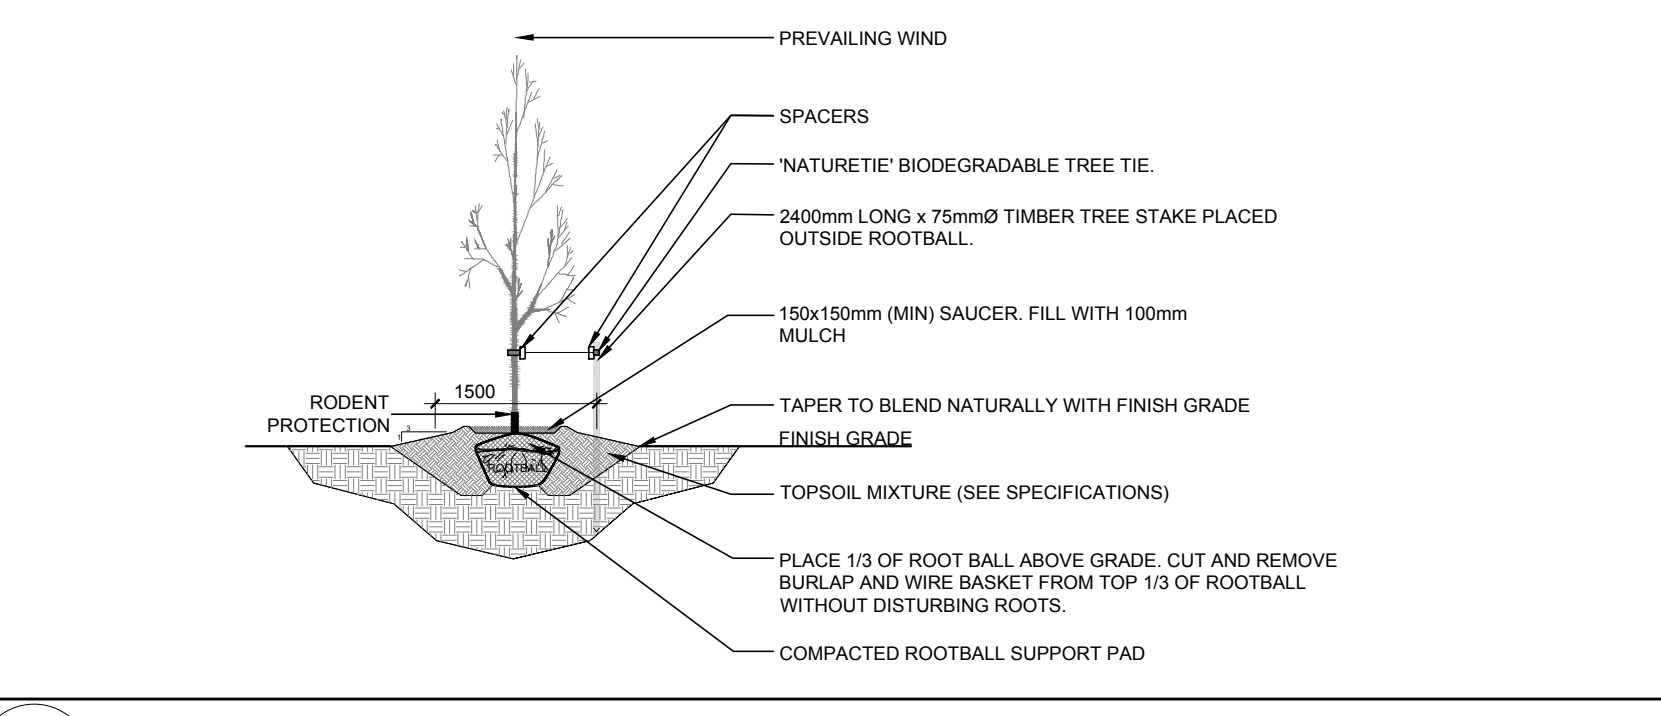 PREVAILING WIND
SPACERS
'NATURETIE' BIODEGRADABLE TREE TIE.
2400mm LONG x 75mmØ TIMBER TREE STAKE PLACED
OUTSIDE ROOTBALL.
150x150mm (MIN) SAUCER. FILL WITH 100mm
MULCH
1500
RODENT
PROTECTION
3
1
TAPER TO BLEND NATURALLY WITH FINISH GRADE
FINISH GRADE
ROOTBALL
TOPSOIL MIXTURE (SEE SPECIFICATIONS)
PLACE 1/3 OF ROOT BALL ABOVE GRADE. CUT AND REMOVE
BURLAP AND WIRE BASKET FROM TOP 1/3 OF ROOTBALL
WITHOUT DISTURBING ROOTS.
COMPACTED ROOTBALL SUPPORT PAD